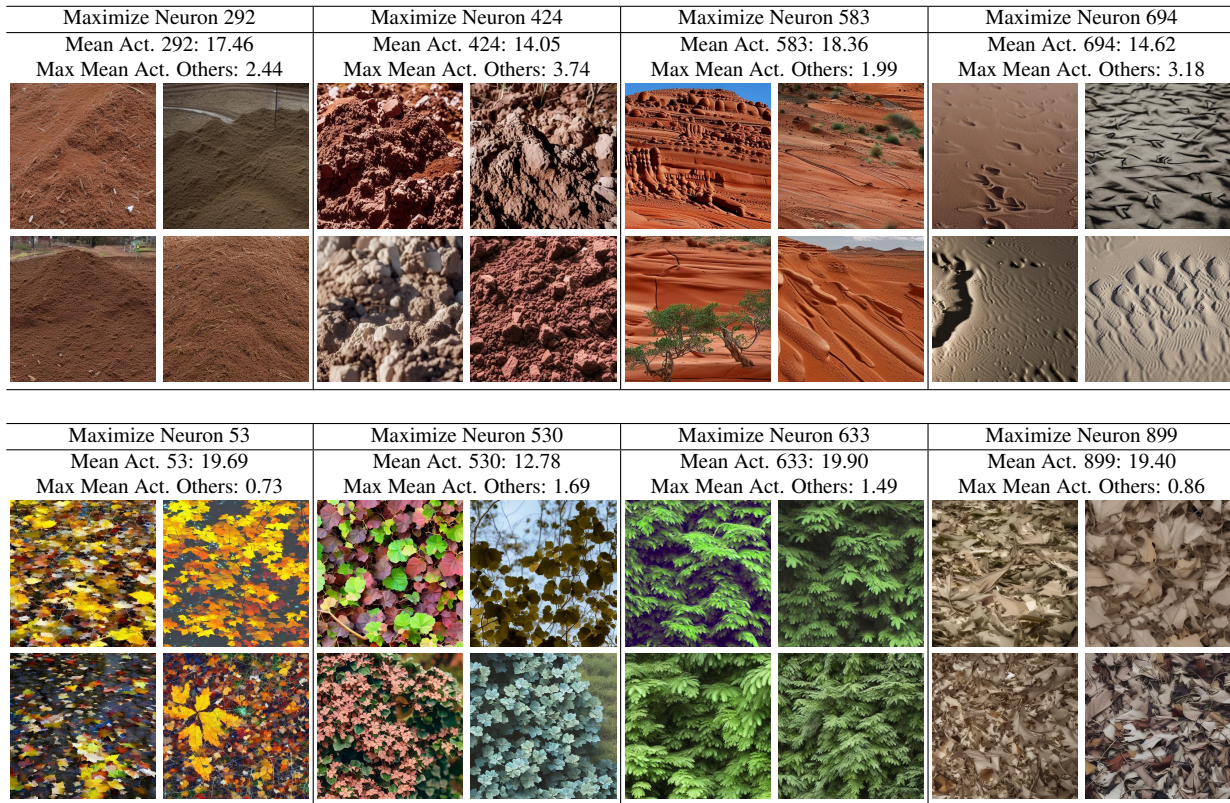 Maximize Neuron 292
Maximize Neuron 424
Maximize Neuron 583
Maximize Neuron 694
Mean Act. 292: 17.46
Mean Act. 424: 14.05
Mean Act. 583: 18.36
Mean Act. 694: 14.62
Max Mean Act. Others: 2.44
Max Mean Act. Others: 3.74
Max Mean Act. Others: 1.99
Max Mean Act. Others: 3.18
Maximize Neuron 53
Maximize Neuron 530
Maximize Neuron 633
Maximize Neuron 899
Mean Act. 53: 19.69
Mean Act. 530: 12.78
Mean Act. 633: 19.90
Mean Act. 899: 19.40
Max Mean Act. Others: 0.73
Max Mean Act. Others: 1.69
Max Mean Act. Others: 1.49
Max Mean Act. Others: 0.86